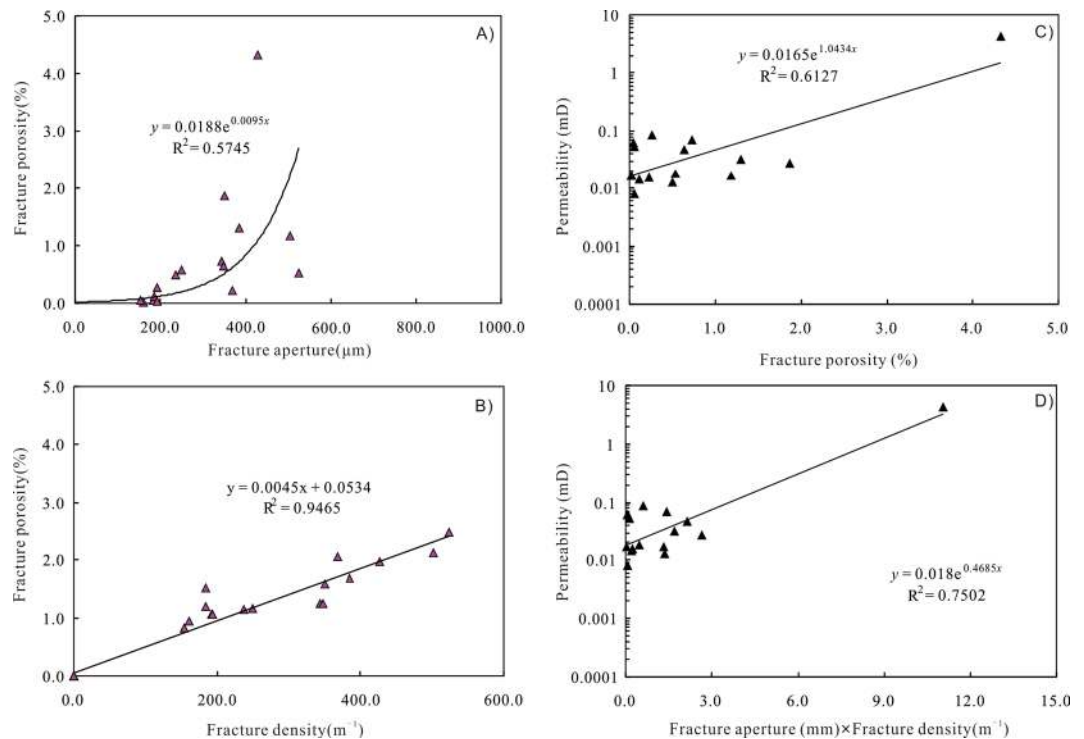 A)
Fracture porosity(%)
5.0
4.0
3.0
2.0
1.0
0.0
y = 0.0188e^0.0095x
R² = 0.5745
0.0 200.0 400.0 600.0 800.0 1000.0
Fracture aperture(μm)
C)
Permeability (mD)
10
1
0.1
0.01
0.001
0.0001
y = 0.0165e^1.0434x
R² = 0.6127
0.0 1.0 2.0 3.0 4.0 5.0
Fracture porosity (%)
B)
Fracture porosity(%)
5.0
4.0
3.0
2.0
1.0
0.0
y = 0.0045x + 0.0534
R² = 0.9465
0.0 200.0 400.0 600.0
Fracture density(m⁻¹)
D)
Permeability (mD)
10
1
0.1
0.01
0.001
0.0001
y = 0.018e^0.4685x
R² = 0.7502
0.0 3.0 6.0 9.0 12.0 15.0
Fracture aperture (mm)×Fracture density(m⁻¹)